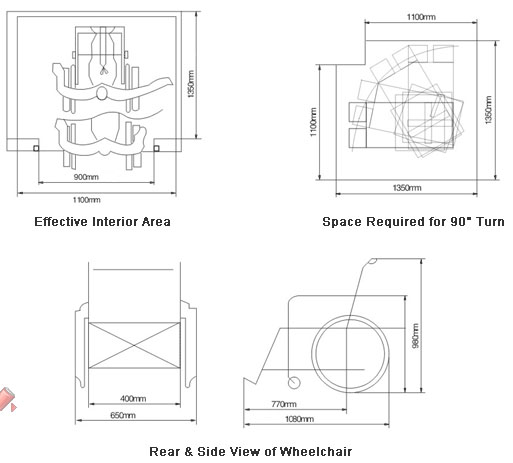 1100mm
1350mm
900mm
1100mm
Effective Interior Area
1100mm
1100mm
1350mm
1350mm
Space Required for 90° Turn
400mm
650mm
980mm
770mm
1080mm
Rear & Side View of Wheelchair